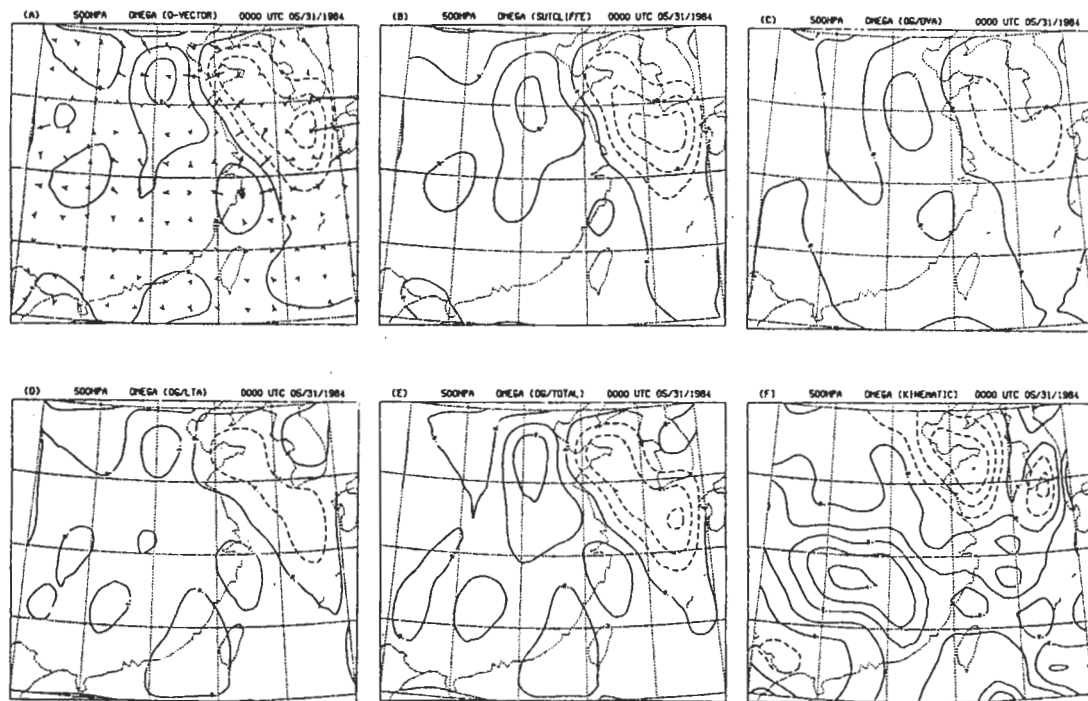 (A) 500HPA OMEGA (Q-VECTOR) 0000 UTC 05/31/1984
(B) 500HPA OMEGA (SUTCLIFFE) 0000 UTC 05/31/1984
(C) 500HPA OMEGA (QG/DVA) 0000 UTC 05/31/1984
(D) 500HPA OMEGA (QG/LTA) 0000 UTC 05/31/1984
(E) 500HPA OMEGA (QG/TOTAL) 0000 UTC 05/31/1984
(F) 500HPA OMEGA (KINEMATIC) 0000 UTC 05/31/1984